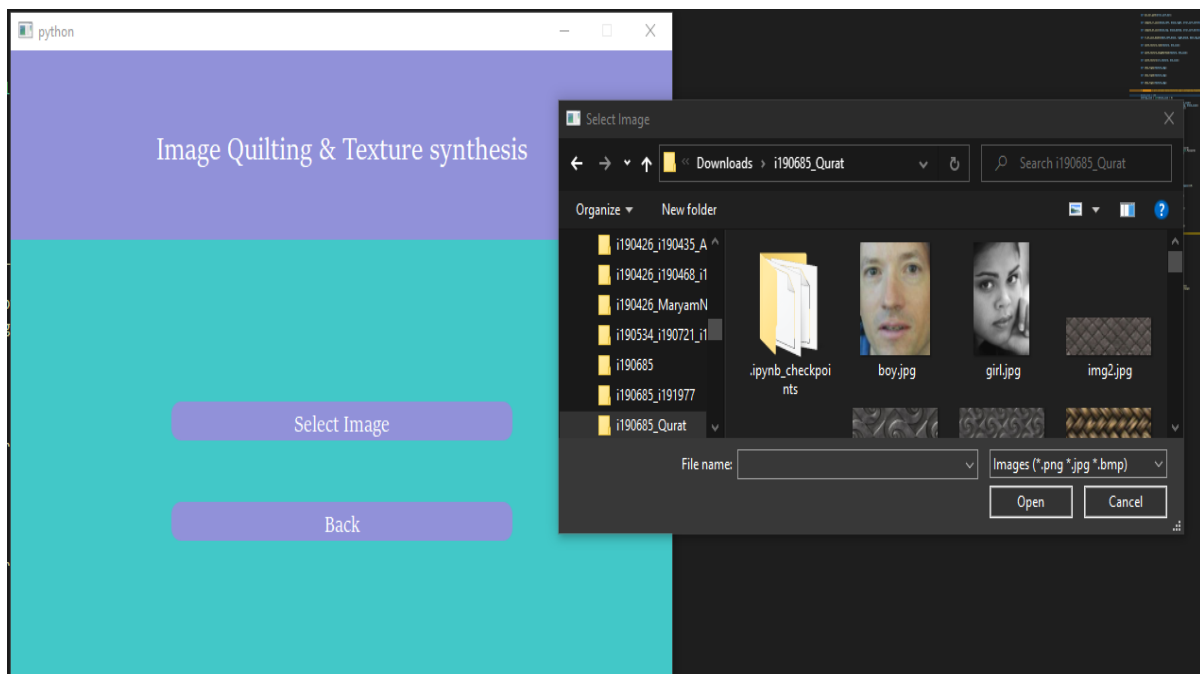 python
Image Quilting & Texture synthesis
Select Image
Back
Select Image
« Downloads › i190685_Qurat
Search i190685_Qurat
Organize
New folder
i190426_i190435_A
i190426_i190468_i1
i190426_MaryamN
i190534_i190721_i1
i190685
i190685_i191977
i190685_Qurat
.ipynb_checkpoi
nts
boy.jpg
girl.jpg
img2.jpg
File name:
Images (*.png *.jpg *.bmp)
Open
Cancel